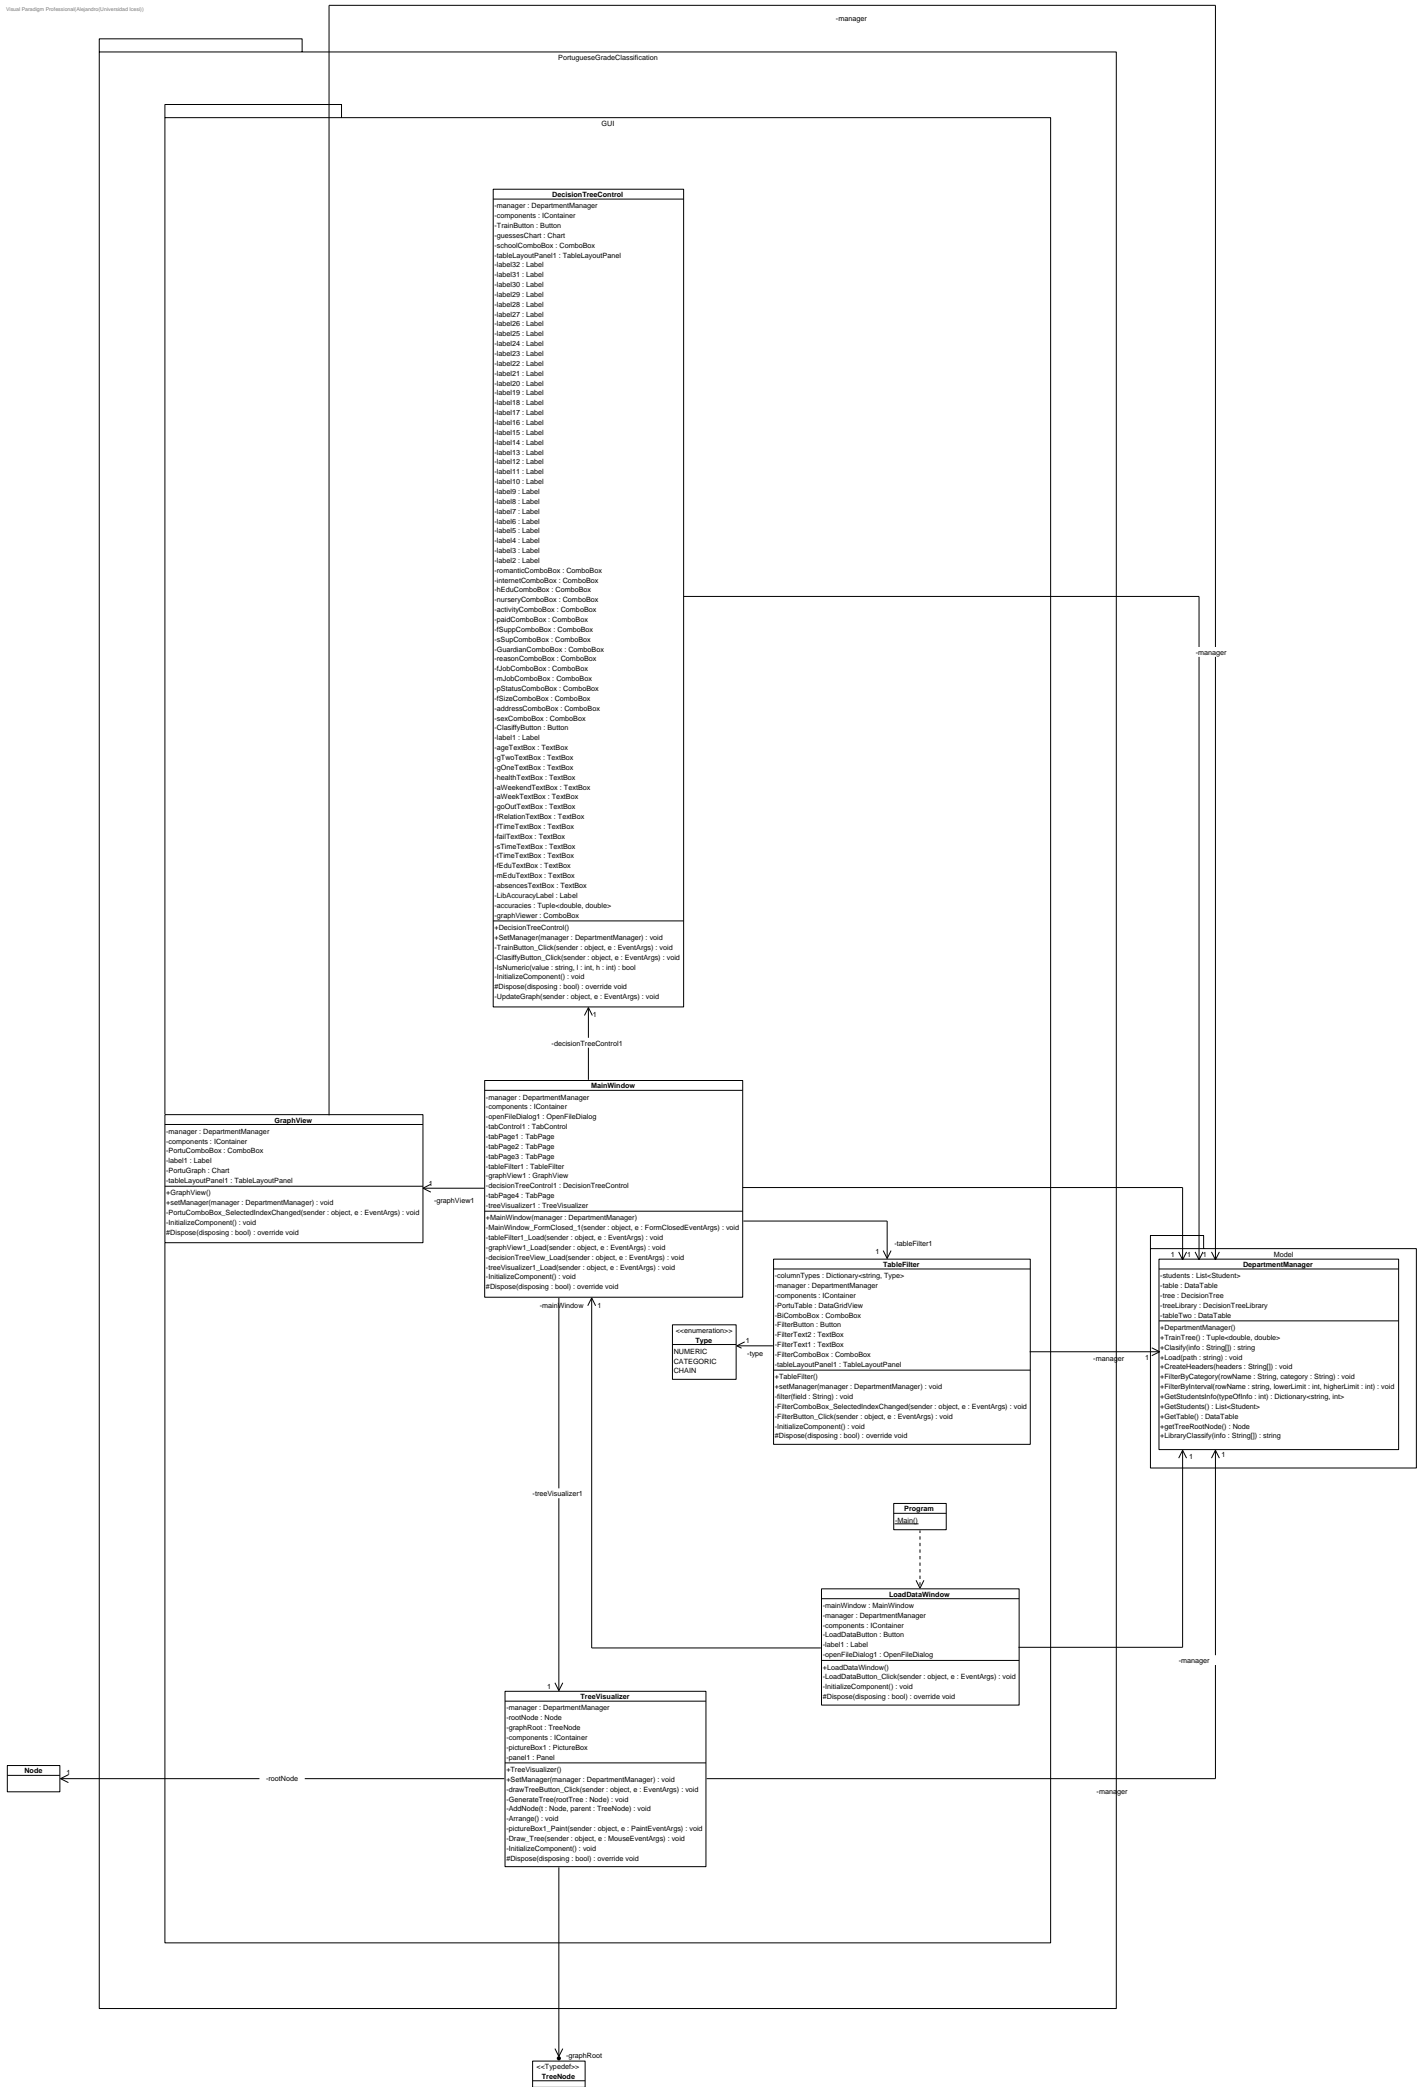 Visual Paradigm Professional(Alejandro(Universidad Icesi))
-manager
PortugueseGradeClassification
GUI
DecisionTreeControl
-manager : DepartmentManager
-components : IContainer
-TrainButton : Button
-guessesChart : Chart
-schoolComboBox : ComboBox
-tableLayoutPanel1 : TableLayoutPanel
-label32 : Label
-label31 : Label
-label30 : Label
-label29 : Label
-label28 : Label
-label27 : Label
-label26 : Label
-label25 : Label
-label24 : Label
-label23 : Label
-label22 : Label
-label21 : Label
-label20 : Label
-label19 : Label
-label18 : Label
-label17 : Label
-label16 : Label
-label15 : Label
-label14 : Label
-label13 : Label
-label12 : Label
-label11 : Label
-label10 : Label
-label9 : Label
-label8 : Label
-label7 : Label
-label6 : Label
-label5 : Label
-label4 : Label
-label3 : Label
-label2 : Label
-romanticComboBox : ComboBox
-internetComboBox : ComboBox
-hEduComboBox : ComboBox
-nurseryComboBox : ComboBox
-activityComboBox : ComboBox
-paidComboBox : ComboBox
-fSuppComboBox : ComboBox
-sSupComboBox : ComboBox
-GuardianComboBox : ComboBox
-reasonComboBox : ComboBox
-fJobComboBox : ComboBox
-mJobComboBox : ComboBox
-pStatusComboBox : ComboBox
-fSizeComboBox : ComboBox
-addressComboBox : ComboBox
-sexComboBox : ComboBox
-ClasiffyButton : Button
-label1 : Label
-ageTextBox : TextBox
-gTwoTextBox : TextBox
-gOneTextBox : TextBox
-healthTextBox : TextBox
-aWeekendTextBox : TextBox
-aWeekTextBox : TextBox
-goOutTextBox : TextBox
-fRelationTextBox : TextBox
-fTimeTextBox : TextBox
-failTextBox : TextBox
-sTimeTextBox : TextBox
-tTimeTextBox : TextBox
-fEduTextBox : TextBox
-mEduTextBox : TextBox
-absencesTextBox : TextBox
-LibAccuracyLabel : Label
-accuracies : Tuple<double, double>
-graphViewer : ComboBox
+DecisionTreeControl()
+SetManager(manager : DepartmentManager) : void
-TrainButton_Click(sender : object, e : EventArgs) : void
-ClasiffyButton_Click(sender : object, e : EventArgs) : void
-IsNumeric(value : string, l : int, h : int) : bool
-InitializeComponent() : void
#Dispose(disposing : bool) : override void
-UpdateGraph(sender : object, e : EventArgs) : void
-manager
1
-decisionTreeControl1
MainWindow
-manager : DepartmentManager
-components : IContainer
-openFileDialog1 : OpenFileDialog
-tabControl1 : TabControl
-tabPage1 : TabPage
-tabPage2 : TabPage
-tabPage3 : TabPage
-tableFilter1 : TableFilter
-graphView1 : GraphView
-decisionTreeControl1 : DecisionTreeControl
-tabPage4 : TabPage
-treeVisualizer1 : TreeVisualizer
+MainWindow(manager : DepartmentManager)
-MainWindow_FormClosed_1(sender : object, e : FormClosedEventArgs) : void
-tableFilter1_Load(sender : object, e : EventArgs) : void
-graphView1_Load(sender : object, e : EventArgs) : void
-decisionTreeView_Load(sender : object, e : EventArgs) : void
-treeVisualizer1_Load(sender : object, e : EventArgs) : void
-InitializeComponent() : void
#Dispose(disposing : bool) : override void
GraphView
-manager : DepartmentManager
-components : IContainer
-PortuComboBox : ComboBox
-label1 : Label
-PortuGraph : Chart
-tableLayoutPanel1 : TableLayoutPanel
+GraphView()
+setManager(manager : DepartmentManager) : void
-PortuComboBox_SelectedIndexChanged(sender : object, e : EventArgs) : void
-InitializeComponent() : void
#Dispose(disposing : bool) : override void
1
-graphView1
-tableFilter1
1
1 1 1
Model
DepartmentManager
-students : List<Student>
-table : DataTable
-tree : DecisionTree
-treeLibrary : DecisionTreeLibrary
-tableTwo : DataTable
+DepartmentManager()
+TrainTree() : Tuple<double, double>
+Clasify(info : String[]) : string
+Load(path : string) : void
+CreateHeaders(headers : String[]) : void
+FilterByCategory(rowName : String, category : String) : void
+FilterByInterval(rowName : string, lowerLimit : int, higherLimit : int) : void
+GetStudentsInfo(typeOfInfo : int) : Dictionary<string, int>
+GetStudents() : List<Student>
+GetTable() : DataTable
+getTreeRootNode() : Node
+LibraryClassify(info : String[]) : string
TableFilter
-columnTypes : Dictionary<string, Type>
-manager : DepartmentManager
-components : IContainer
-PortuTable : DataGridView
-BiComboBox : ComboBox
-FilterButton : Button
-FilterText2 : TextBox
-FilterText1 : TextBox
-FilterComboBox : ComboBox
-tableLayoutPanel1 : TableLayoutPanel
+TableFilter()
+setManager(manager : DepartmentManager) : void
-filter(field : String) : void
-FilterComboBox_SelectedIndexChanged(sender : object, e : EventArgs) : void
-FilterButton_Click(sender : object, e : EventArgs) : void
-InitializeComponent() : void
#Dispose(disposing : bool) : override void
-mainWindow
1
<<enumeration>>
Type
NUMERIC
CATEGORIC
CHAIN
1
-type
-manager
1
1
1
-treeVisualizer1
Program
-Main()
LoadDataWindow
-mainWindow : MainWindow
-manager : DepartmentManager
-components : IContainer
-LoadDataButton : Button
-label1 : Label
-openFileDialog1 : OpenFileDialog
+LoadDataWindow()
-LoadDataButton_Click(sender : object, e : EventArgs) : void
-InitializeComponent() : void
#Dispose(disposing : bool) : override void
-manager
1
TreeVisualizer
-manager : DepartmentManager
-rootNode : Node
-graphRoot : TreeNode
-components : IContainer
-pictureBox1 : PictureBox
-panel1 : Panel
+TreeVisualizer()
+SetManager(manager : DepartmentManager) : void
-drawTreeButton_Click(sender : object, e : EventArgs) : void
-GenerateTree(rootTree : Node) : void
-AddNode(t : Node, parent : TreeNode) : void
-Arrange() : void
-pictureBox1_Paint(sender : object, e : PaintEventArgs) : void
-Draw_Tree(sender : object, e : MouseEventArgs) : void
-InitializeComponent() : void
#Dispose(disposing : bool) : override void
Node
1
-rootNode
-manager
-graphRoot
<<Typedef>>
TreeNode